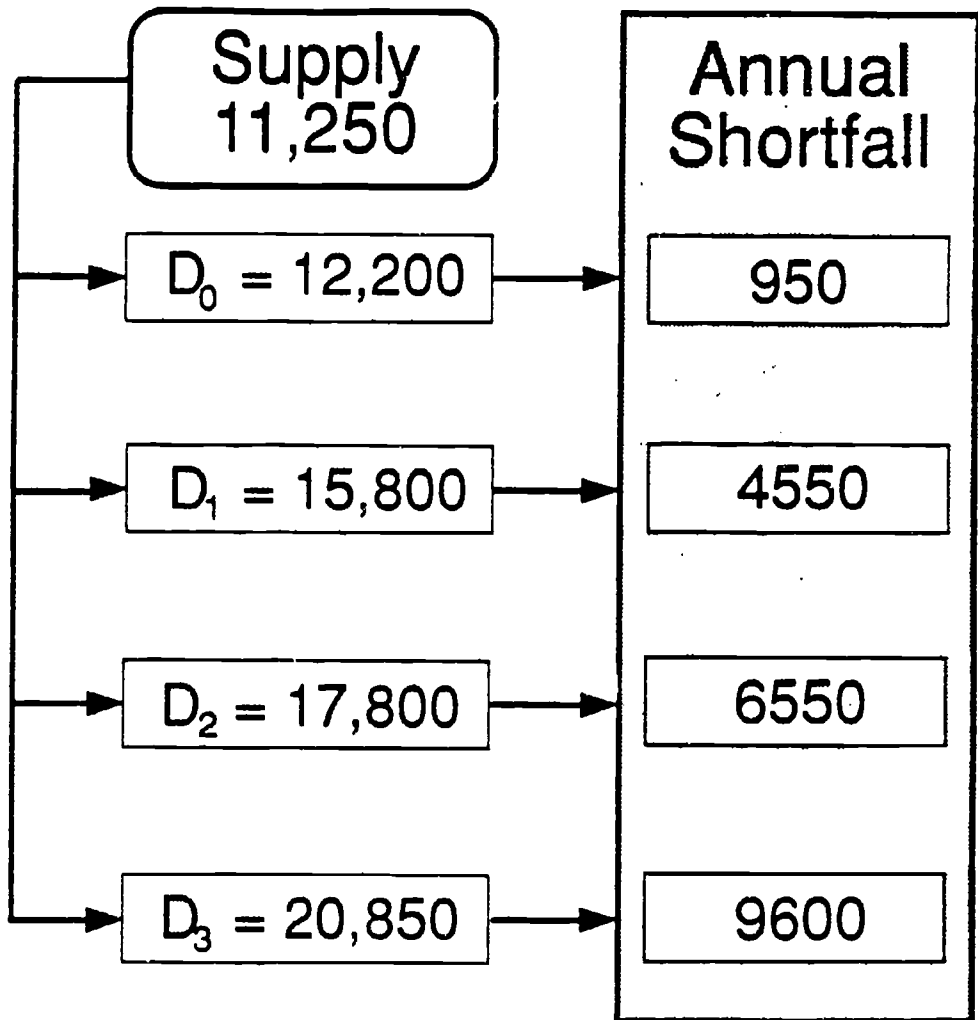 Supply
11,250
Annual
Shortfall
D₀ = 12,200
950
D₁ = 15,800
4550
D₂ = 17,800
6550
D₃ = 20,850
9600